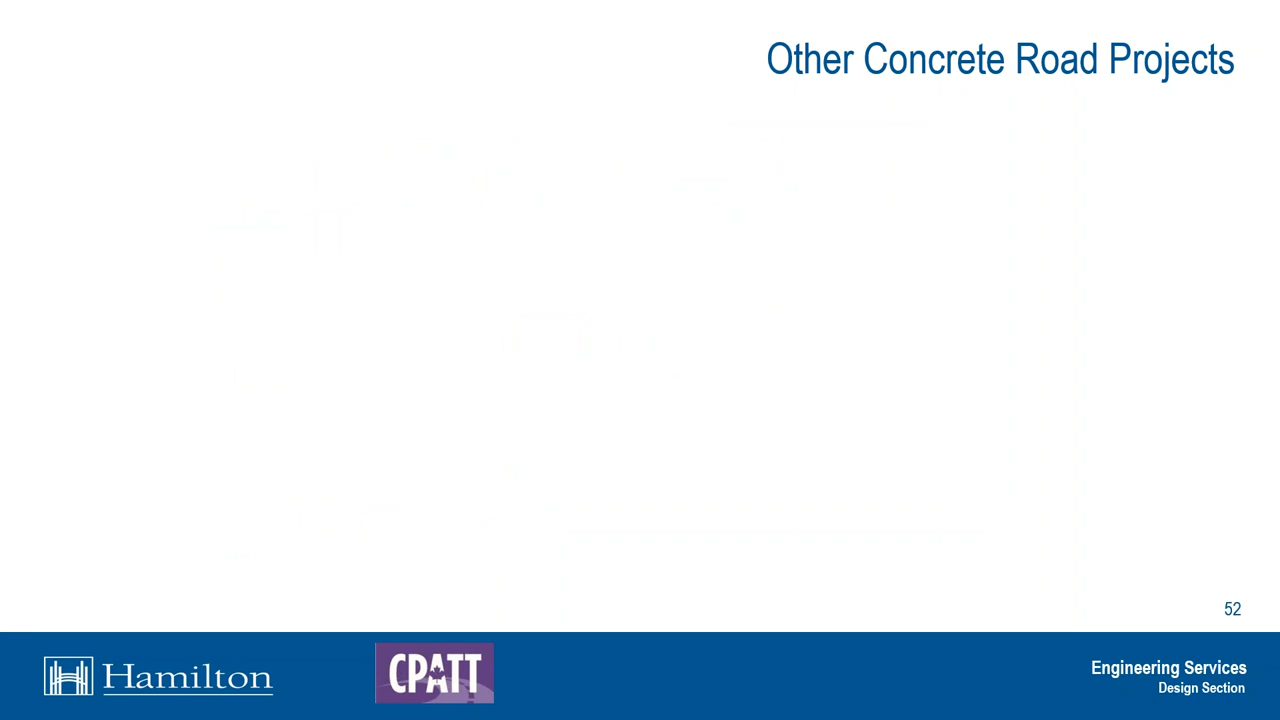 Other Concrete Road Projects
52
Hamilton
CPATT
Engineering Services
Design Section